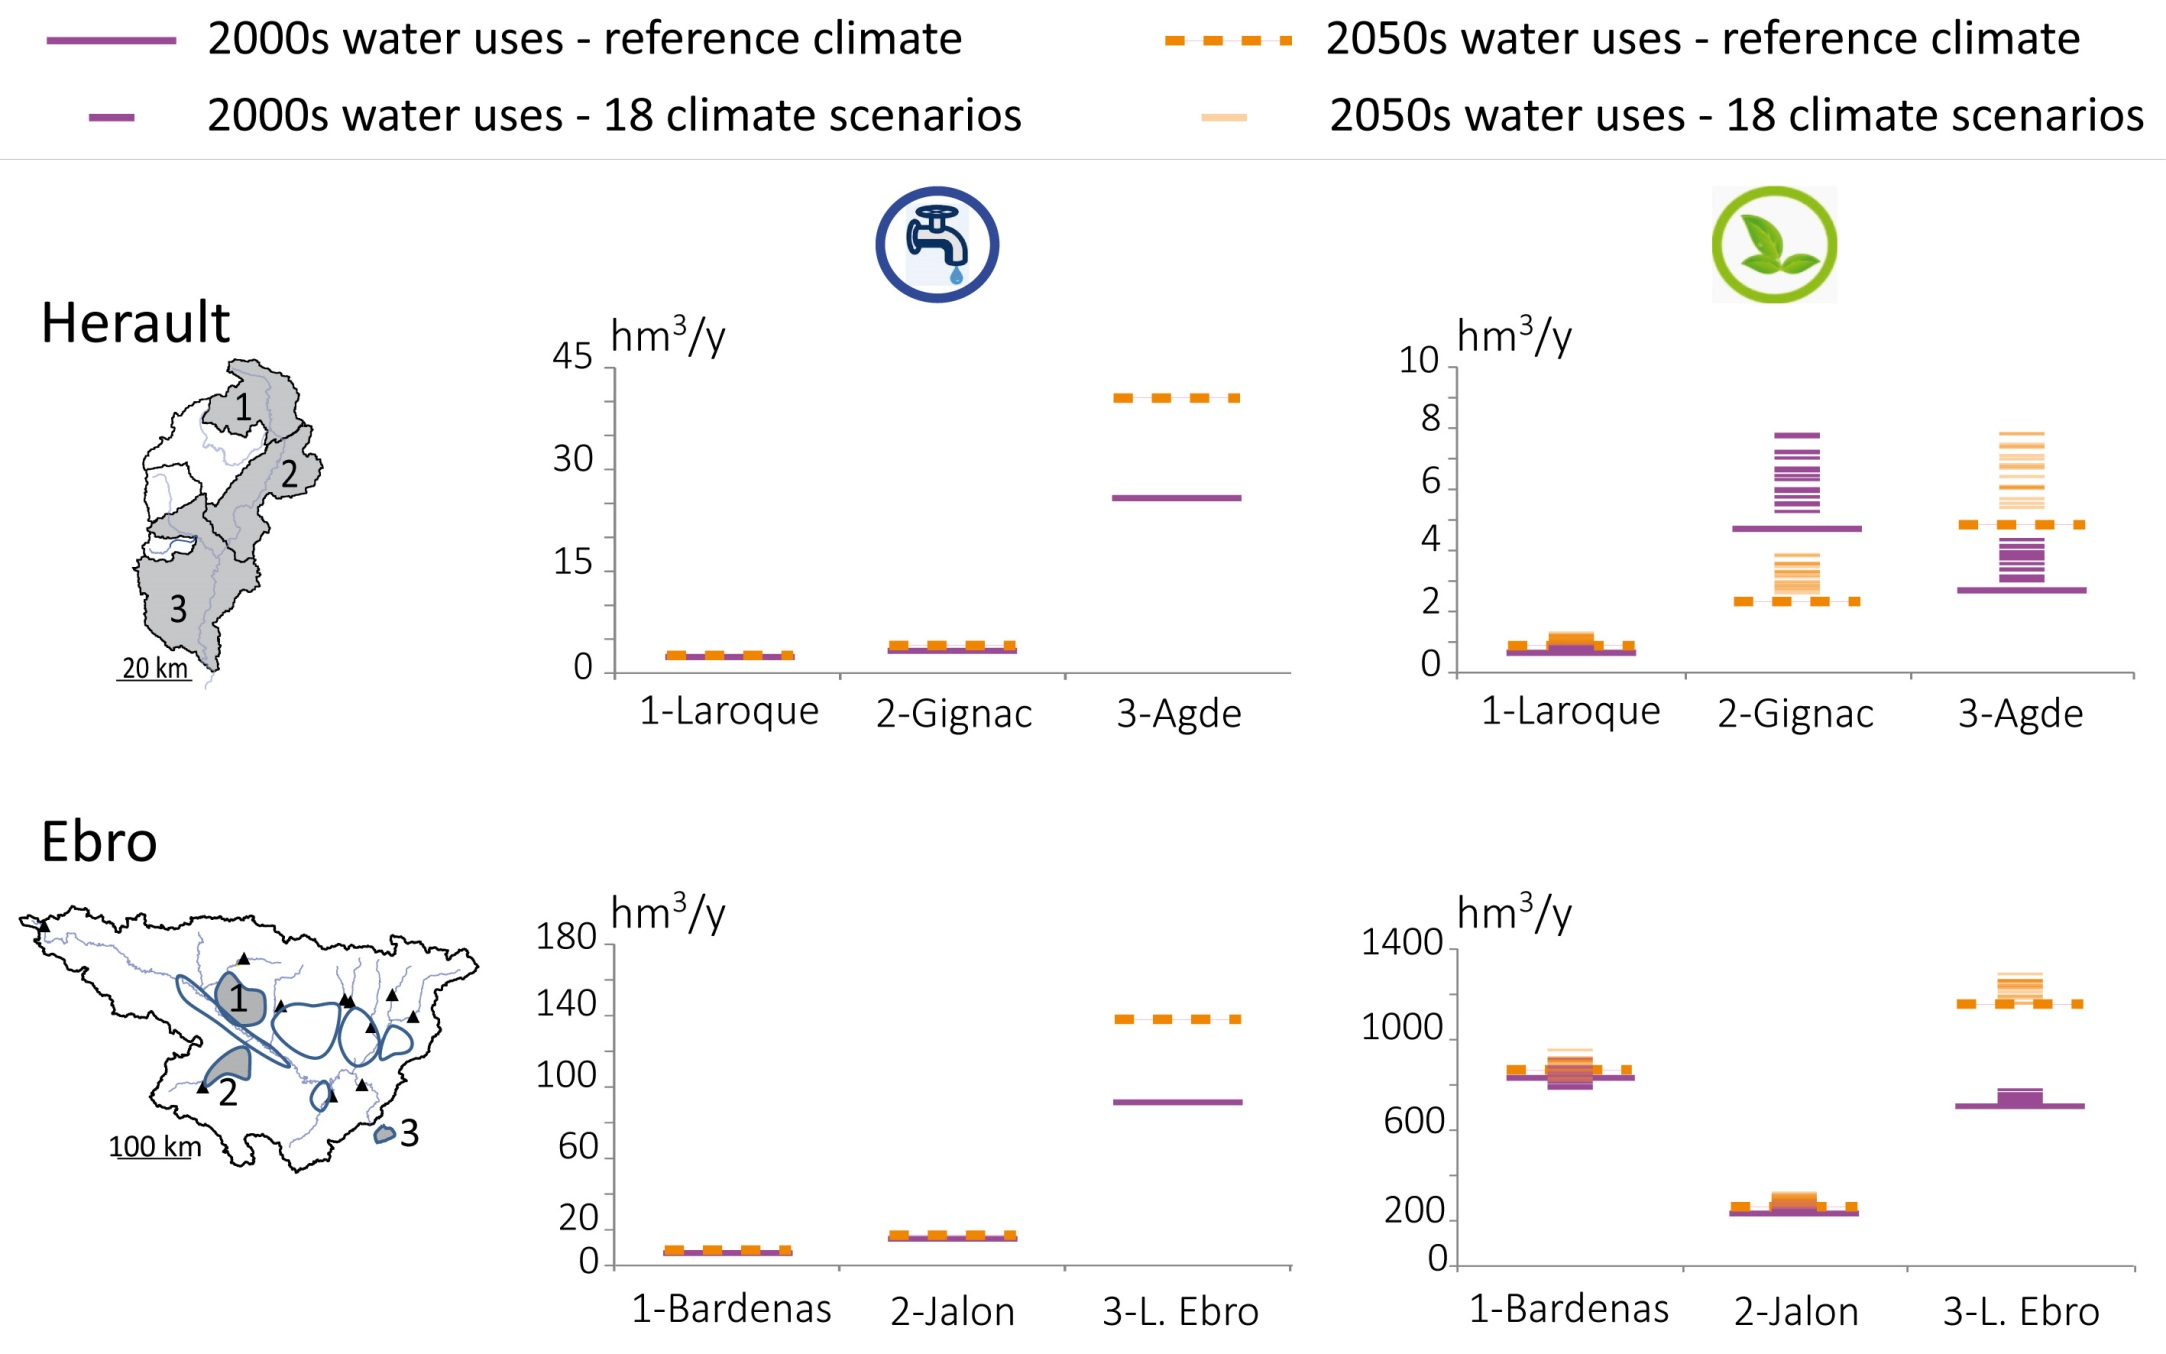 2000s water uses - reference climate
2050s water uses - reference climate
2000s water uses - 18 climate scenarios
2050s water uses - 18 climate scenarios
Herault
1
2
3
20 km
hm³/y
45
30
15
0
1-Laroque
2-Gignac
3-Agde
hm³/y
10
8
6
4
2
0
1-Laroque
2-Gignac
3-Agde
Ebro
1
2
3
100 km
hm³/y
180
140
100
60
20
0
1-Bardenas
2-Jalon
3-L. Ebro
hm³/y
1400
1000
600
200
0
1-Bardenas
2-Jalon
3-L. Ebro